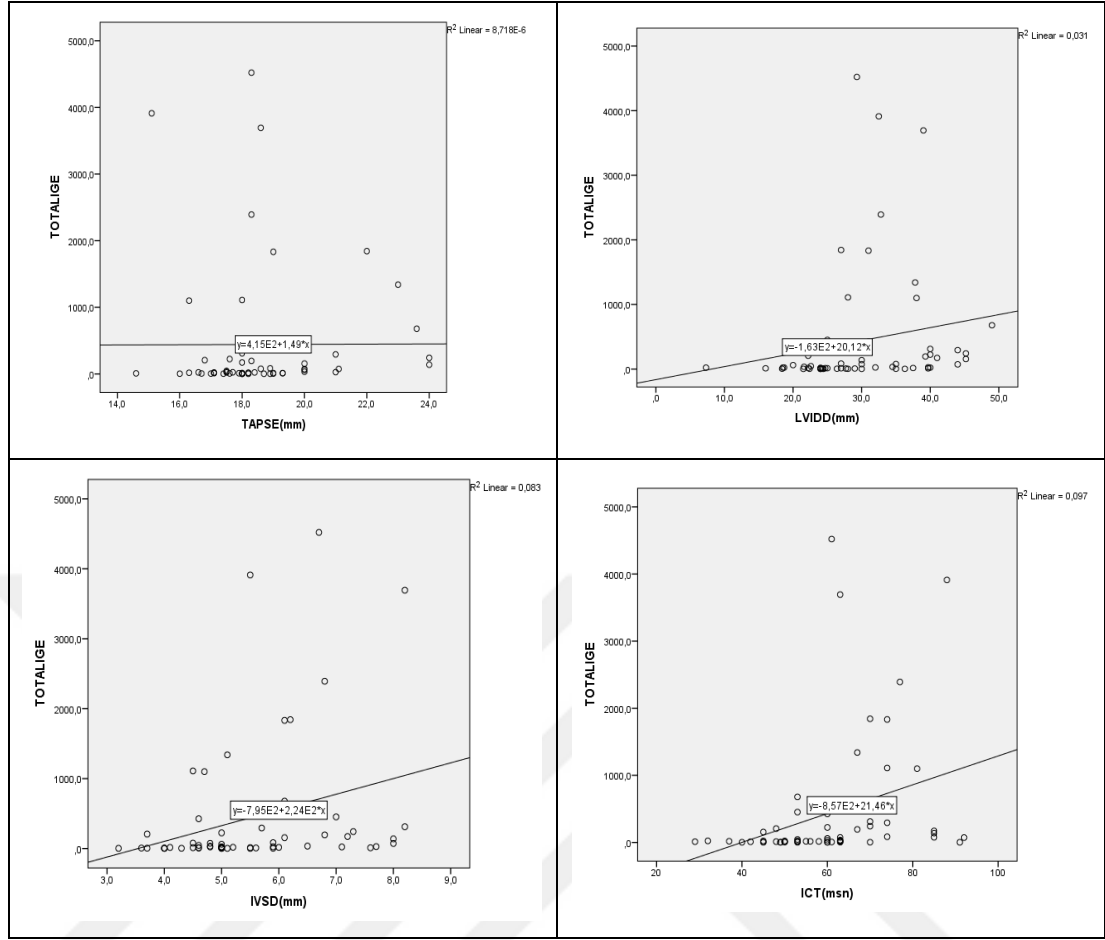 R² Linear = 8,718E-6
5000,0
4000,0
3000,0
2000,0
1000,0
,0
TOTALIGE
y=4,15E2+1,49*x
14,0 16,0 18,0 20,0 22,0 24,0
TAPSE(mm)
R² Linear = 0,031
5000,0
4000,0
3000,0
2000,0
1000,0
,0
TOTALIGE
y=-1,63E2+20,12*x
,0 10,0 20,0 30,0 40,0 50,0
LVIDD(mm)
R² Linear = 0,083
5000,0
4000,0
3000,0
2000,0
1000,0
,0
TOTALIGE
y=-7,95E2+2,24E2*x
3,0 4,0 5,0 6,0 7,0 8,0 9,0
IVSD(mm)
R² Linear = 0,097
5000,0
4000,0
3000,0
2000,0
1000,0
,0
TOTALIGE
y=-8,57E2+21,46*x
20 40 60 80 100
ICT(msn)